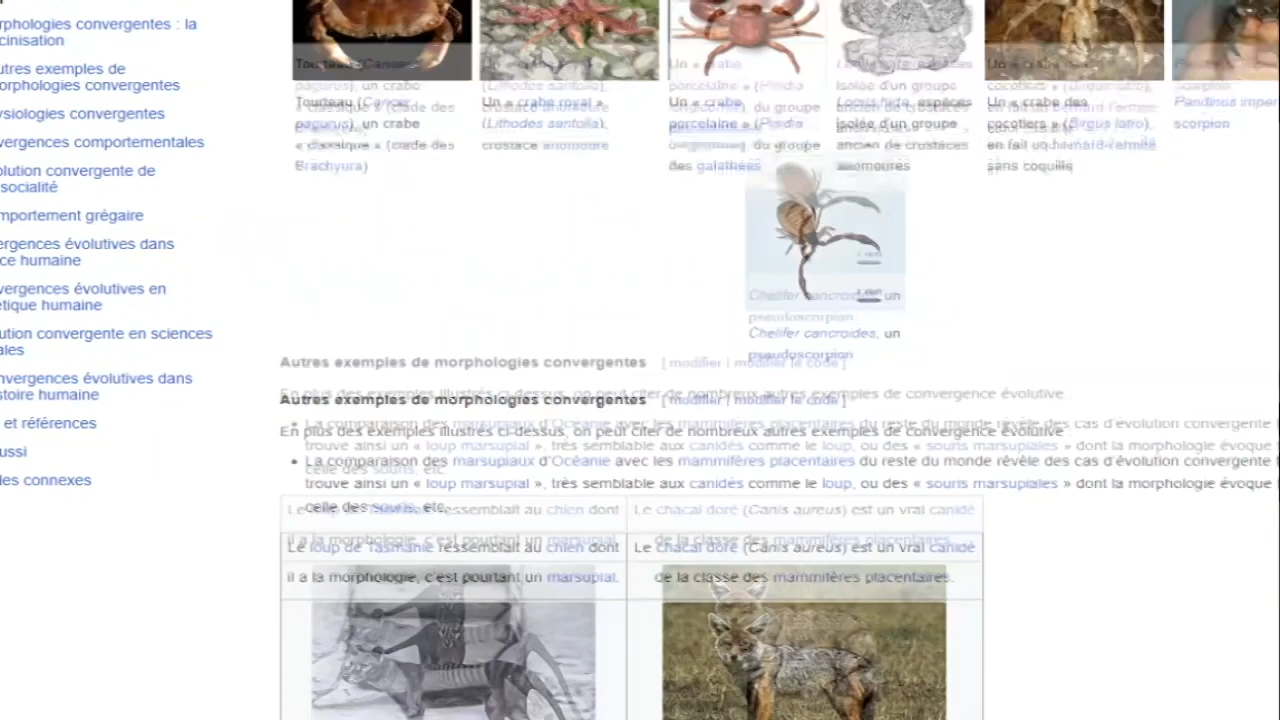 rphologies convergentes : la
cinisation
utres exemples de
orphologies convergentes
ysiologies convergentes
vergences comportementales
olution convergente de
socialité
mportement grégaire
ergences évolutives dans
ce humaine
vergences évolutives en
étique humaine
ution convergente en sciences
ales
nvergences évolutives dans
stoire humaine
et références
ussi
les connexes
Tourteau (Cancer
pagurus), un crabe
« classique » (clade des
Brachyura)
Un « crabe royal »
(Lithodes santolla),
crustacé anomoure
Un « crabe
porcelaine » (Pisidia
), du groupe
des galathées
espèces
isolée d'un groupe
ancien de crustacés
anomoures
Un « crabe des
cocotiers » (Birgus latro),
en fait un bernard-l'ermite
sans coquille
Pandinus imper
scorpion
Chelifer cancroides, un
pseudoscorpion
Autres exemples de morphologies convergentes [ modifier | modifier le code ]
En plus des exemples illustrés ci-dessus, on peut citer de nombreux autres exemples de convergence évolutive
• La comparaison des marsupiaux d'Océanie avec les mammifères placentaires du reste du monde révèle des cas d'évolution convergente
trouve ainsi un « loup marsupial », très semblable aux canidés comme le loup, ou des « souris marsupiales » dont la morphologie évoque
celle des souris, etc.
Le loup de Tasmanie ressemblait au chien dont
il a la morphologie, c'est pourtant un marsupial.
Le chacal doré (Canis aureus) est un vrai canidé
de la classe des mammifères placentaires.